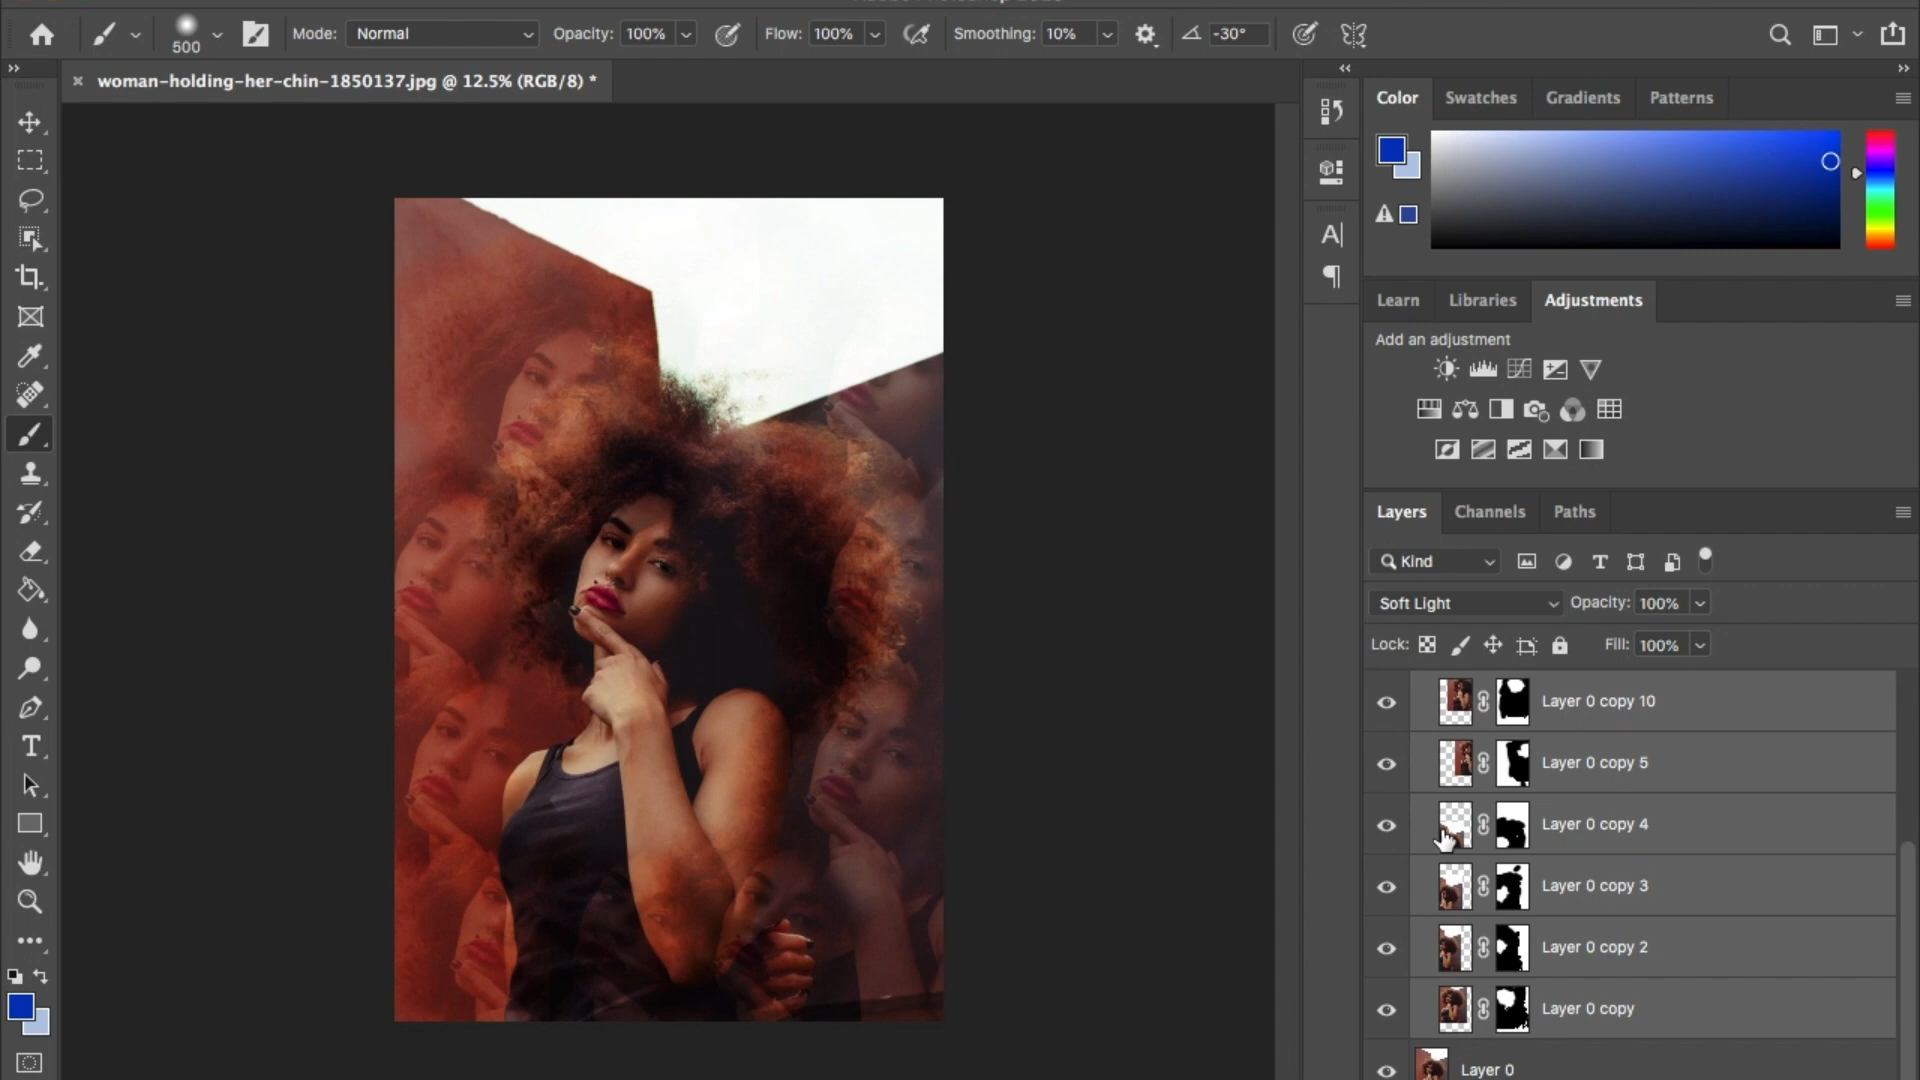 500
Mode: Normal
Opacity: 100%
Flow: 100%
Smoothing: 10%
-30°
woman-holding-her-chin-1850137.jpg @ 12.5% (RGB/8) *
Color Swatches Gradients Patterns
Learn Libraries Adjustments
Add an adjustment
Layers Channels Paths
Kind
Soft Light Opacity: 100%
Lock: Fill: 100%
Layer 0 copy 10
Layer 0 copy 5
Layer 0 copy 4
Layer 0 copy 3
Layer 0 copy 2
Layer 0 copy
Layer 0